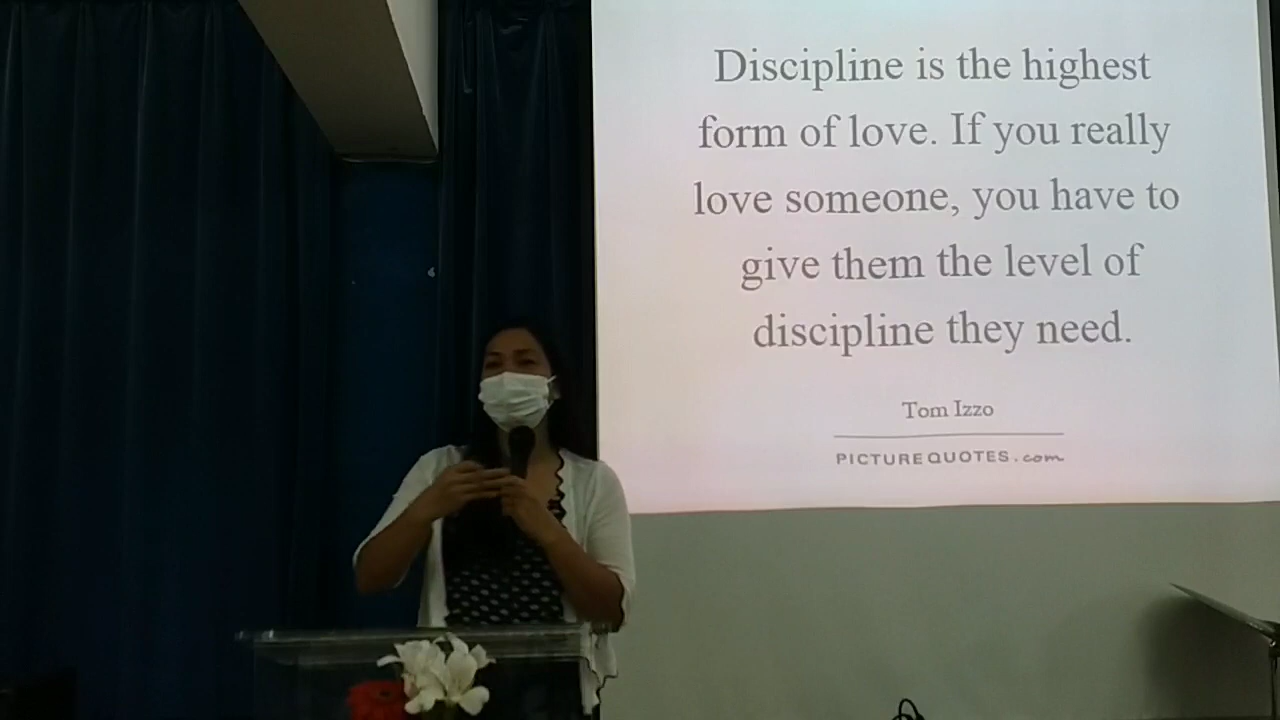 Discipline is the highest
form of love. If you really
love someone, you have to
give them the level of
discipline they need.
Tom Izzo
PICTUREQUOTES.com